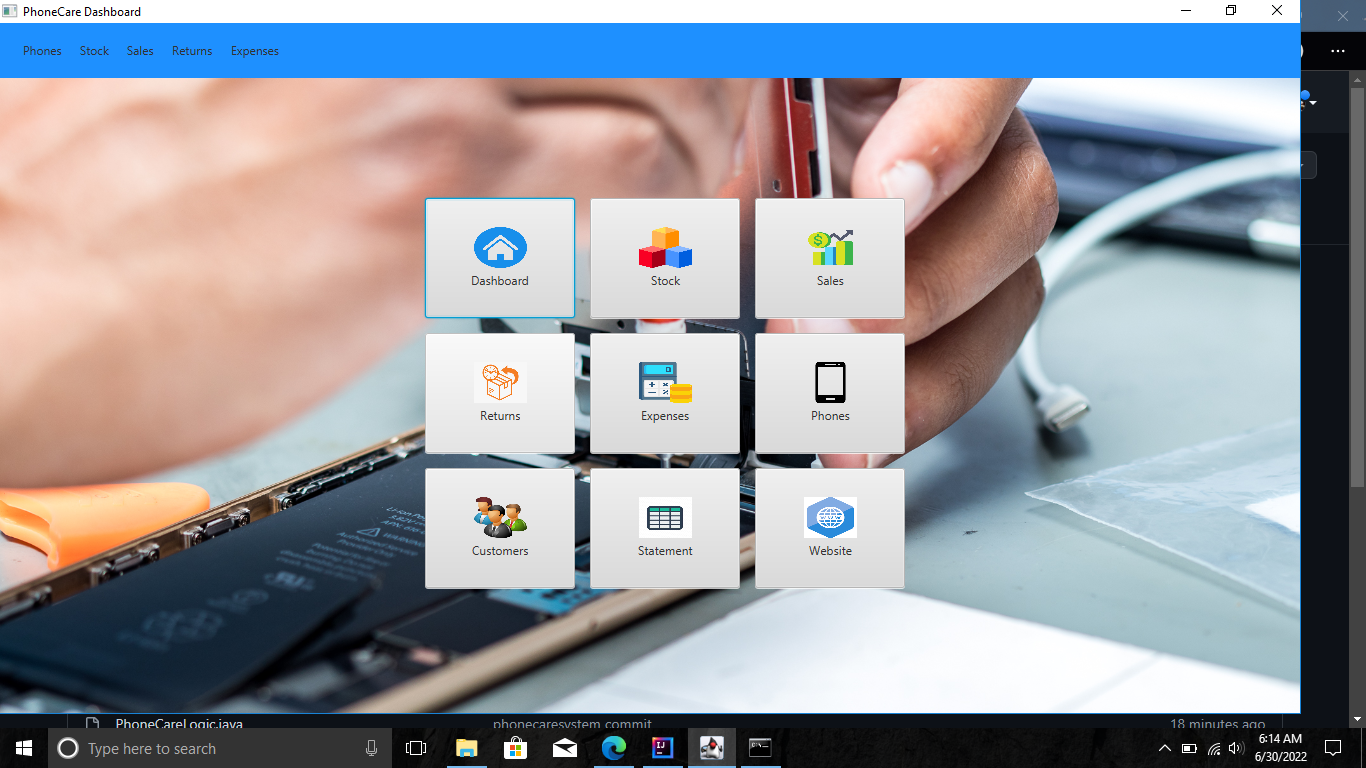 PhoneCare Dashboard
Phones Stock Sales Returns Expenses
Dashboard Stock Sales
Returns Expenses Phones
Customers Statement Website
PhoneCareLogic.java phonecaresystem commit 18 minutes ago
Type here to search
6:14 AM
6/30/2022